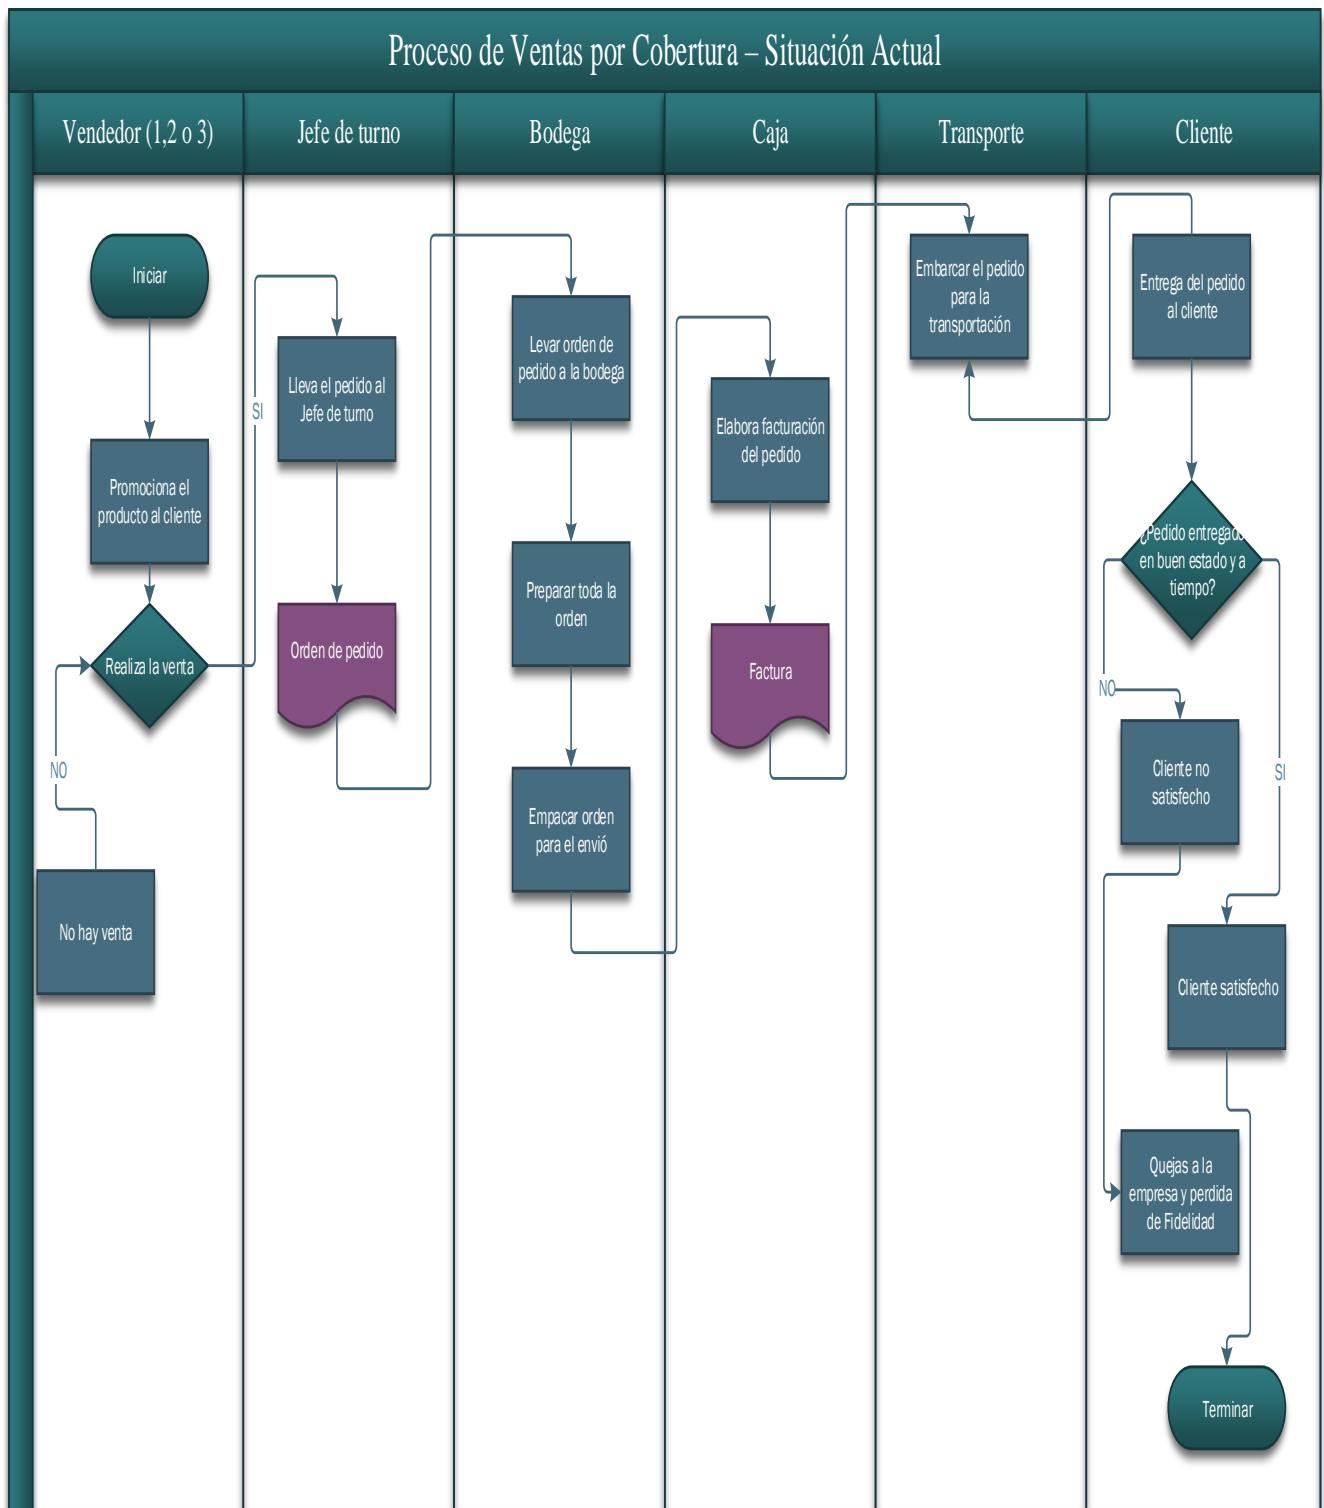 Proceso de Ventas por Cobertura – Situación Actual
Vendedor (1,2 o 3)
Jefe de turno
Bodega
Caja
Transporte
Cliente
Iniciar
Promociona el
producto al cliente
Realiza la venta
NO
No hay venta
SI
Lleva el pedido al
Jefe de turno
Orden de pedido
Levar orden de
pedido a la bodega
Preparar toda la
orden
Empacar orden
para el envió
Elabora facturación
del pedido
Factura
Embarcar el pedido
para la
transportación
Entrega del pedido
al cliente
¿Pedido entregado
en buen estado y a
tiempo?
NO
SI
Cliente no
satisfecho
Cliente satisfecho
Quejas a la
empresa y perdida
de Fidelidad
Terminar